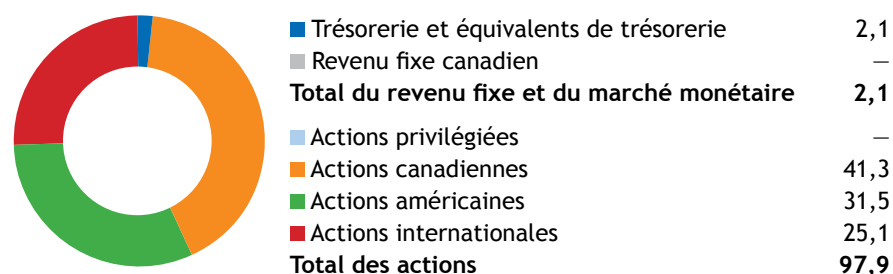 Trésorerie et équivalents de trésorerie 2,1
Revenu fixe canadien —
Total du revenu fixe et du marché monétaire 2,1
Actions privilégiées —
Actions canadiennes 41,3
Actions américaines 31,5
Actions internationales 25,1
Total des actions 97,9